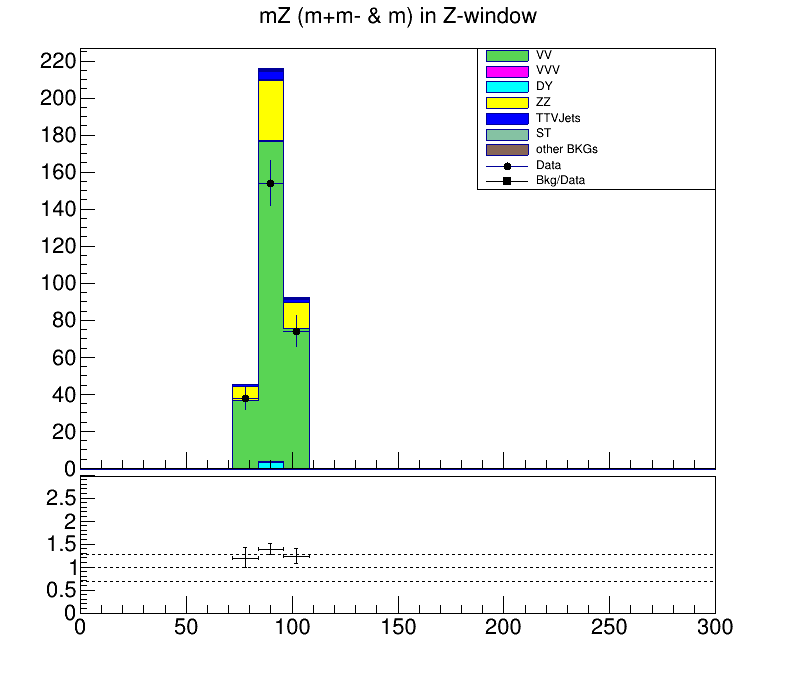 mZ (m+m- & m) in Z-window
220
200
180
160
140
120
100
80
60
40
20
0
VV
VVV
DY
ZZ
TTVJets
ST
other BKGs
Data
Bkg/Data
2.5
2
1.5
1
0.5
0
0 50 100 150 200 250 300